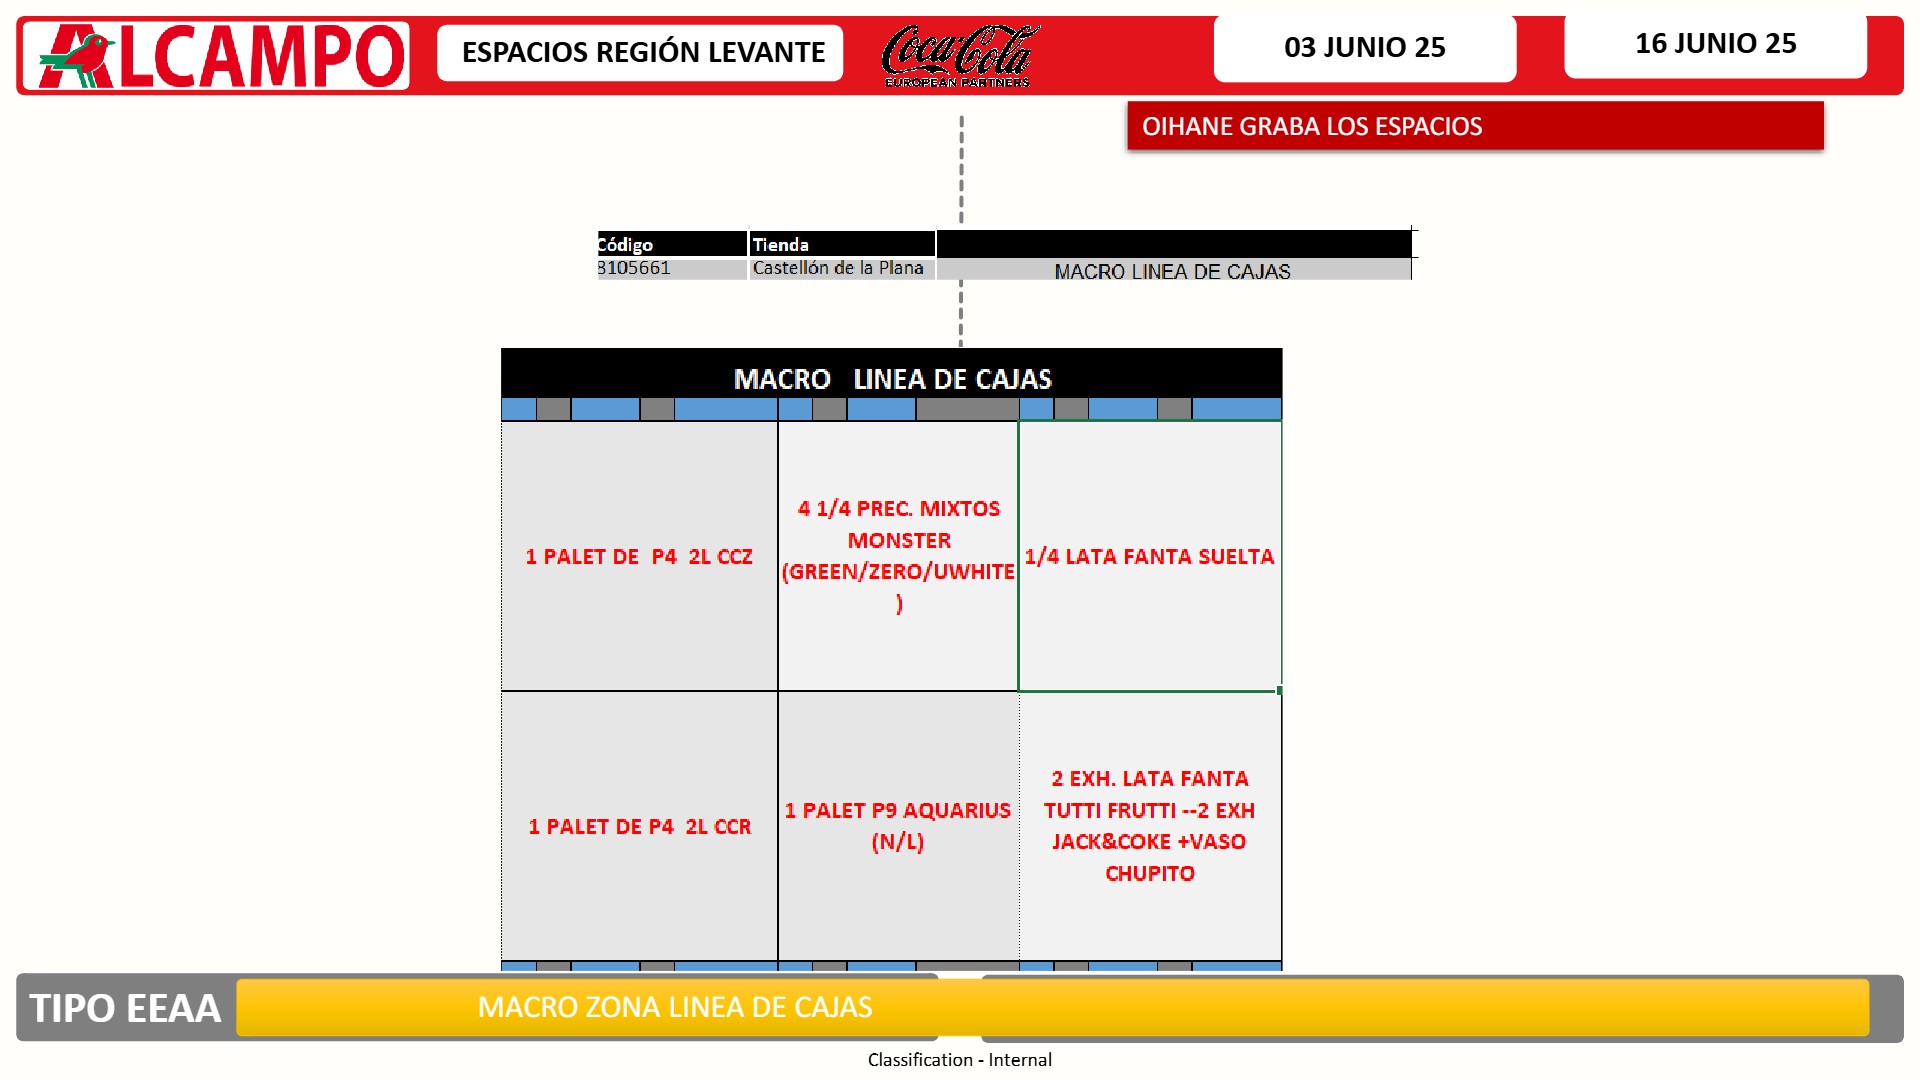 ALCAMPO
ESPACIOS REGIÓN LEVANTE
Coca-Cola
EUROPEAN PARTNERS
03 JUNIO 25
16 JUNIO 25
OIHANE GRABA LOS ESPACIOS
Código Tienda
8105661 Castellón de la Plana MACRO LINEA DE CAJAS
MACRO LINEA DE CAJAS
1 PALET DE P4 2L CCZ
4 1/4 PREC. MIXTOS
MONSTER
(GREEN/ZERO/UWHITE
)
1/4 LATA FANTA SUELTA
1 PALET DE P4 2L CCR
1 PALET P9 AQUARIUS
(N/L)
2 EXH. LATA FANTA
TUTTI FRUTTI --2 EXH
JACK&COKE +VASO
CHUPITO
TIPO EEAA
MACRO ZONA LINEA DE CAJAS
Classification - Internal